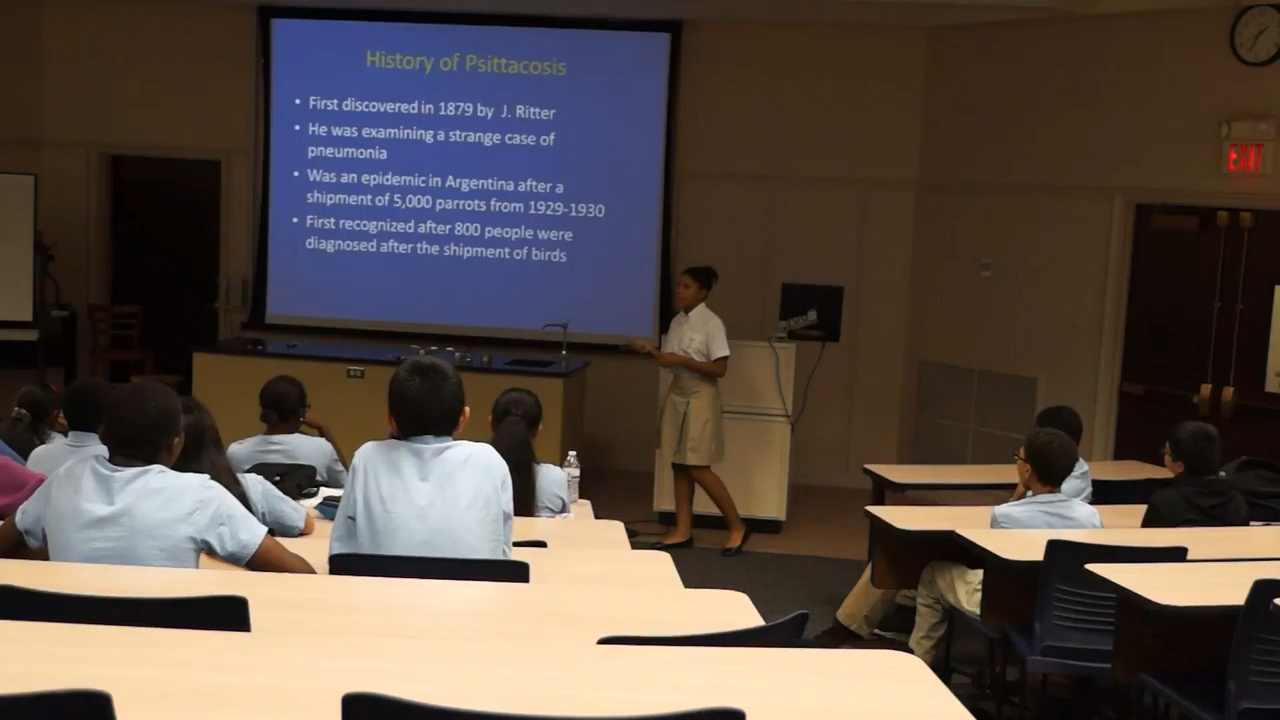 History of Psittacosis
• First discovered in 1879 by J. Ritter
• He was examining a strange case of
pneumonia
• Was an epidemic in Argentina after a
shipment of 5,000 parrots from 1929-1930
• First recognized after 800 people were
diagnosed after the shipment of birds
EXIT